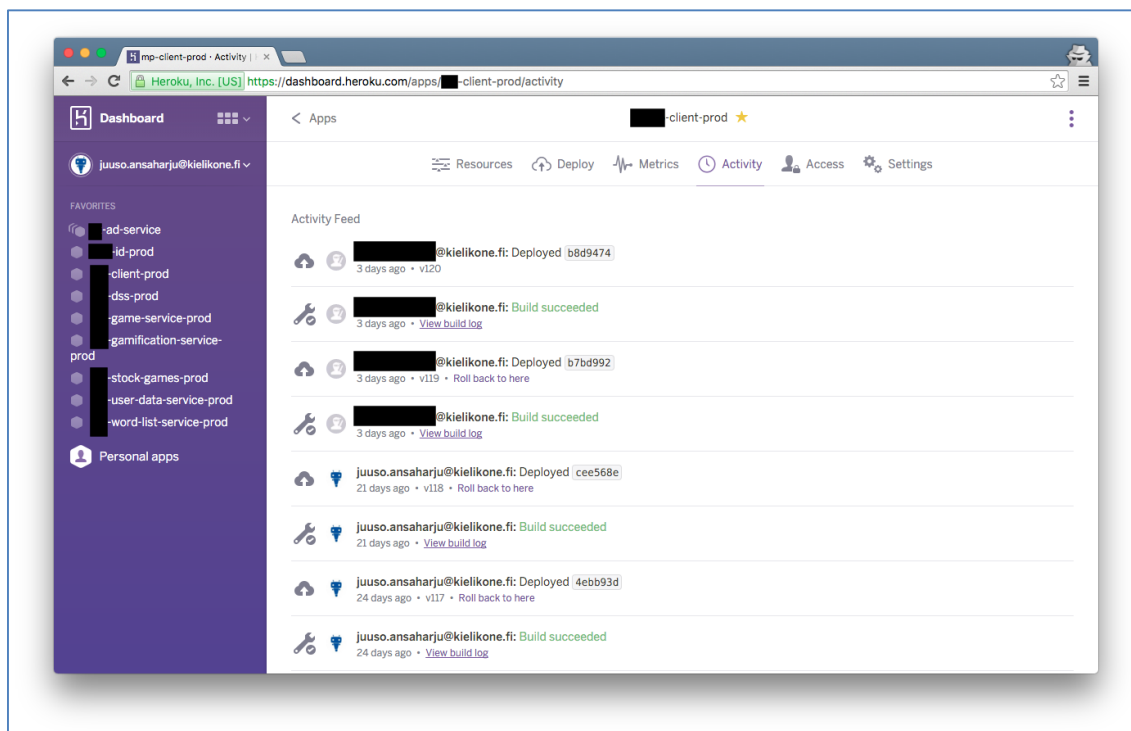 mp-client-prod · Activity |
Heroku, Inc. [US] https://dashboard.heroku.com/apps/ -client-prod/activity
Dashboard
< Apps
-client-prod
juuso.ansaharju@kielikone.fi
Resources Deploy Metrics Activity Access Settings
FAVORITES
-ad-service
-id-prod
-client-prod
-dss-prod
-game-service-prod
-gamification-service-
prod
-stock-games-prod
-user-data-service-prod
-word-list-service-prod
Personal apps
Activity Feed
@kielikone.fi: Deployed b8d9474
3 days ago • v120
@kielikone.fi: Build succeeded
3 days ago • View build log
@kielikone.fi: Deployed b7bd992
3 days ago • v119 • Roll back to here
@kielikone.fi: Build succeeded
3 days ago • View build log
juuso.ansaharju@kielikone.fi: Deployed cee568e
21 days ago • v118 • Roll back to here
juuso.ansaharju@kielikone.fi: Build succeeded
21 days ago • View build log
juuso.ansaharju@kielikone.fi: Deployed 4ebb93d
24 days ago • v117 • Roll back to here
juuso.ansaharju@kielikone.fi: Build succeeded
24 days ago • View build log